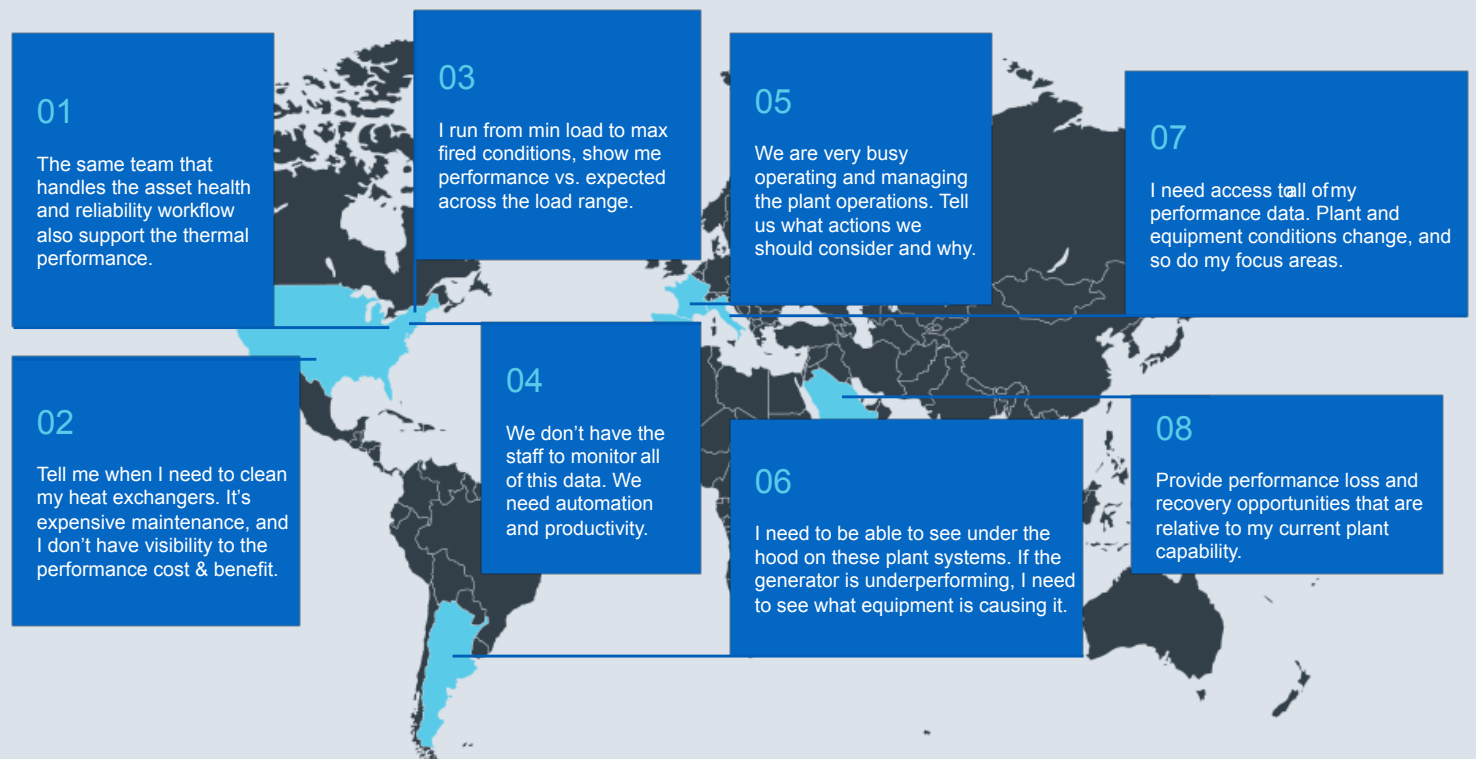 01
The same team that
handles the asset health
and reliability workflow
also support the thermal
performance.
02
Tell me when I need to clean
my heat exchangers. It’s
expensive maintenance, and
I don’t have visibility to the
performance cost & benefit.
03
I run from min load to max
fired conditions, show me
performance vs. expected
across the load range.
04
We don’t have the
staff to monitor all
of this data. We
need automation
and productivity.
05
We are very busy
operating and managing
the plant operations. Tell
us what actions we
should consider and why.
06
I need to be able to see under the
hood on these plant systems. If the
generator is underperforming, I need
to see what equipment is causing it.
07
I need access to all of my
performance data. Plant and
equipment conditions change, and
so do my focus areas.
08
Provide performance loss and
recovery opportunities that are
relative to my current plant
capability.